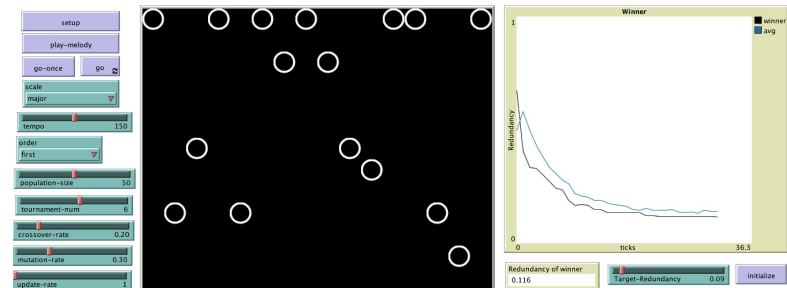 setup
play-melody
go-once
go
scale
major
tempo 150
order
first
population-size 50
tournament-num 6
crossover-rate 0.20
mutation-rate 0.30
update-rate 1
Winner
1
Redundancy
0
0 ticks 36.3
winner
avg
Redundancy of winner
0.116
Target-Redundancy 0.09
initialize